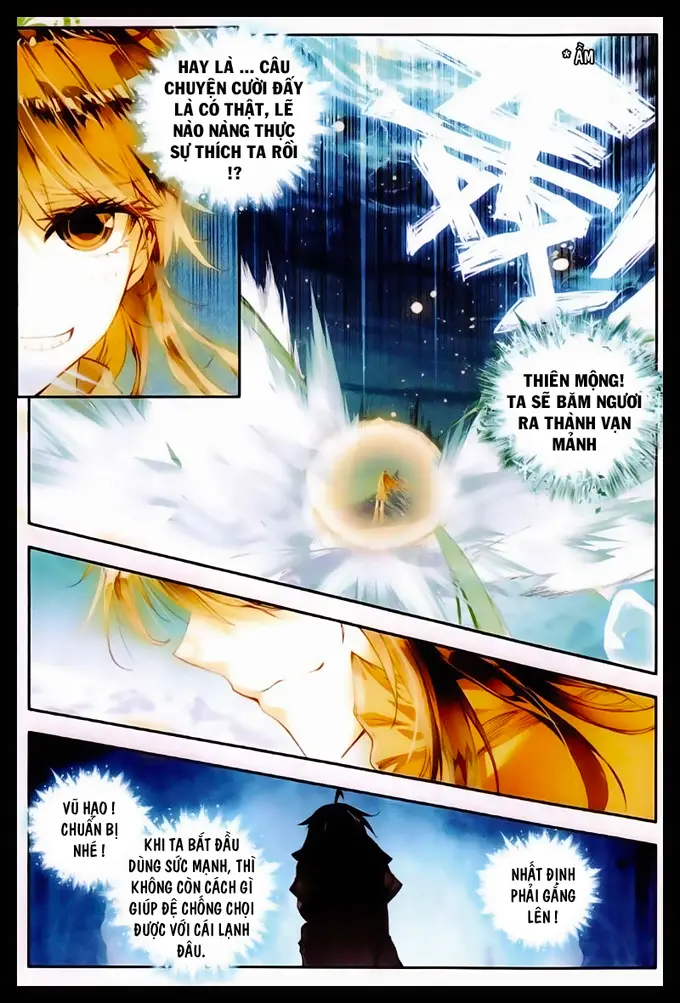 HAY LÀ ... CÂU
CHUYỆN CƯỜI ĐẤY
LÀ CÓ THẬT, LẼ
NÀO NÀNG THỰC
SỰ THÍCH TA RỒI
!?
* ẦM
THIÊN MỘNG!
TA SẼ BĂM NGƯƠI
RA THÀNH VẠN
MẢNH
VŨ HẠO !
CHUẨN BỊ
NHÉ !
KHI TA BẮT ĐẦU
DÙNG SỨC MẠNH, THÌ
KHÔNG CÒN CÁCH GÌ
GIÚP ĐỆ CHỐNG CHỌI
ĐƯỢC VỚI CÁI LẠNH
ĐÂU.
NHẤT ĐỊNH
PHẢI GẮNG
LÊN !